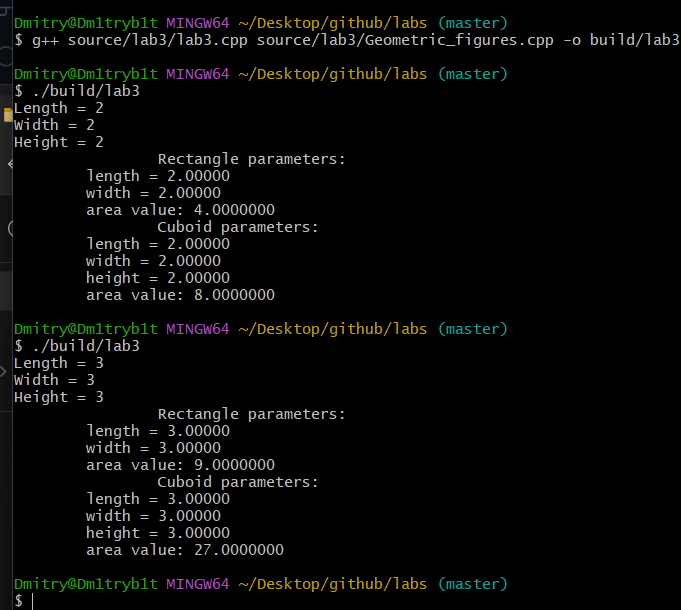 Dmitry@Dm1tryb1t MINGW64 ~/Desktop/github/labs (master)
$ g++ source/lab3/lab3.cpp source/lab3/Geometric_figures.cpp -o build/lab3
Dmitry@Dm1tryb1t MINGW64 ~/Desktop/github/labs (master)
$ ./build/lab3
Length = 2
Width = 2
Height = 2
Rectangle parameters:
length = 2.00000
width = 2.00000
area value: 4.0000000
Cuboid parameters:
length = 2.00000
width = 2.00000
height = 2.00000
area value: 8.0000000
Dmitry@Dm1tryb1t MINGW64 ~/Desktop/github/labs (master)
$ ./build/lab3
Length = 3
Width = 3
Height = 3
Rectangle parameters:
length = 3.00000
width = 3.00000
area value: 9.0000000
Cuboid parameters:
length = 3.00000
width = 3.00000
height = 3.00000
area value: 27.0000000
Dmitry@Dm1tryb1t MINGW64 ~/Desktop/github/labs (master)
$